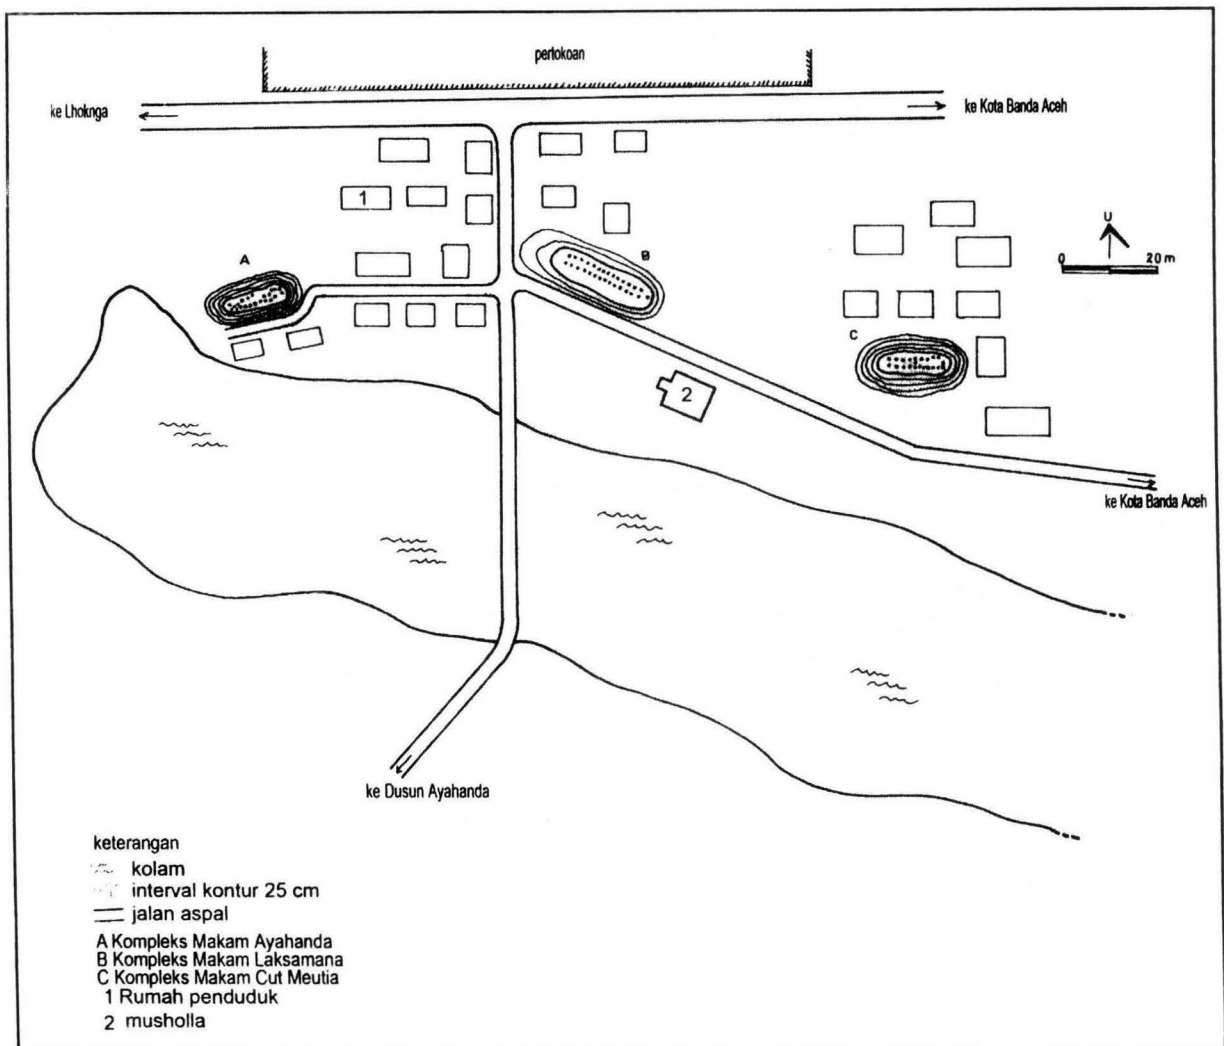 pertokoan
ke Lhoknga
ke Kota Banda Aceh
1
U
0 20 m
A
B
C
2
ke Kota Banda Aceh
ke Dusun Ayahanda
keterangan
kolam
interval kontur 25 cm
jalan aspal
A Kompleks Makam Ayahanda
B Kompleks Makam Laksamana
C Kompleks Makam Cut Meutia
1 Rumah penduduk
2 musholla